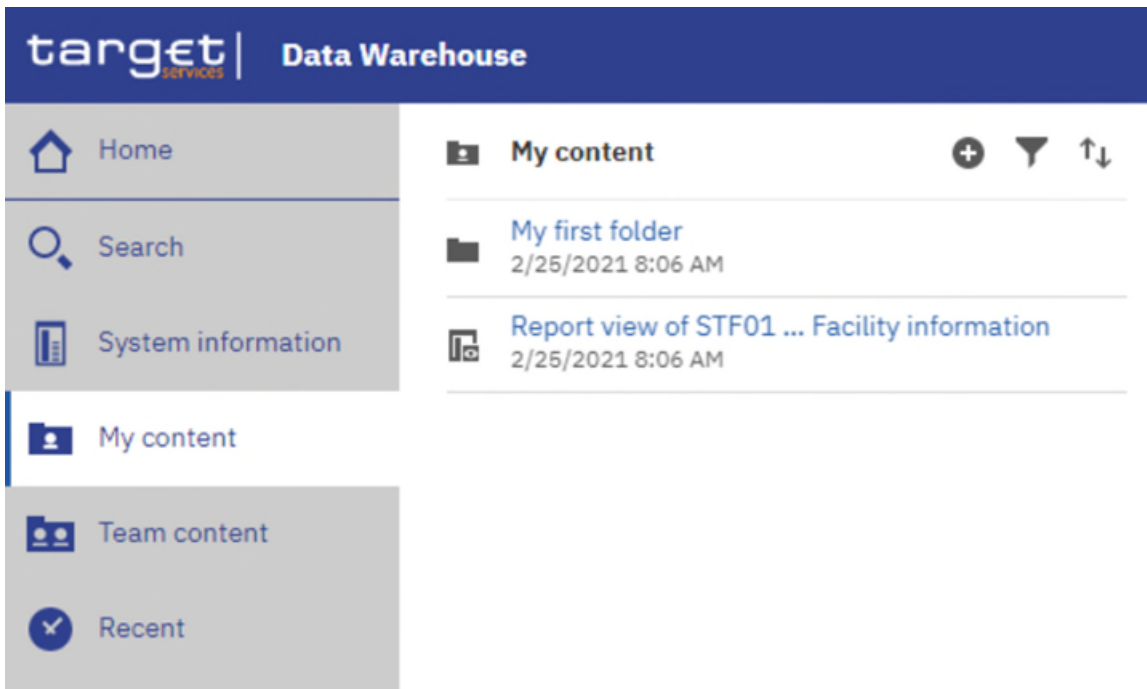 target services | Data Warehouse
Home
Search
System information
My content
Team content
Recent
My content
My first folder
2/25/2021 8:06 AM
Report view of STF01 ... Facility information
2/25/2021 8:06 AM